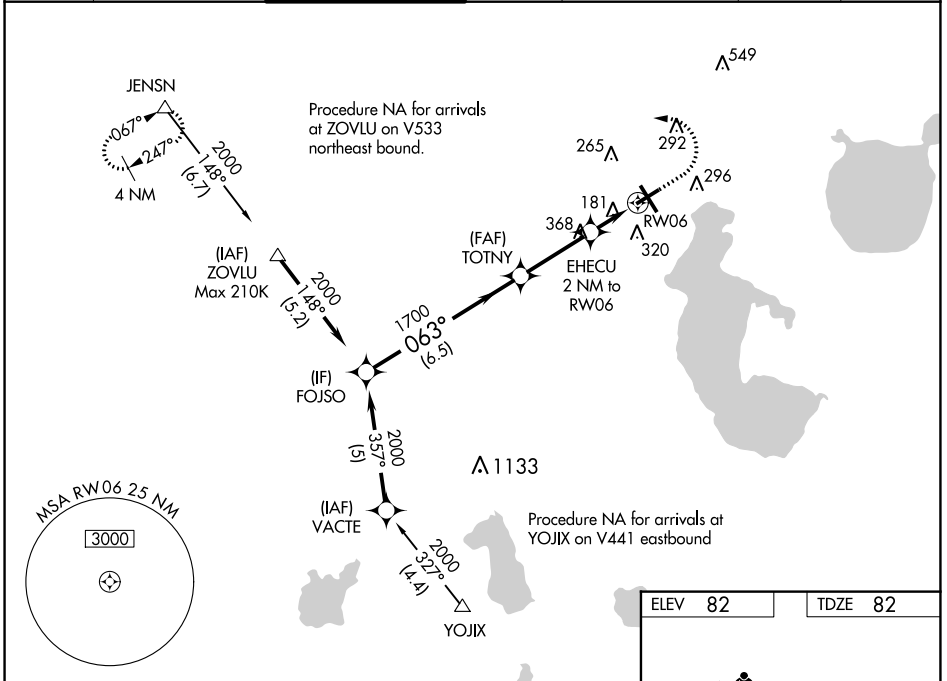 549
JENSN
Procedure NA for arrivals
at ZOVLU on V533
northeast bound.
067°
247°
4 NM
2000
148°
(6.7)
292
265
296
181
RW06
368
320
(FAF)
TOTNY
EHECU
2 NM to
RW06
(IAF)
ZOVLU
Max 210K
2000
148°
(5.2)
1700
063°
(6.5)
(IF)
FOJSO
2000
357°
(5)
1133
MSA RW06 25 NM
3000
(IAF)
VACTE
Procedure NA for arrivals at
YOJIX on V441 eastbound
2000
327°
(4.4)
YOJIX
ELEV 82
TDZE 82